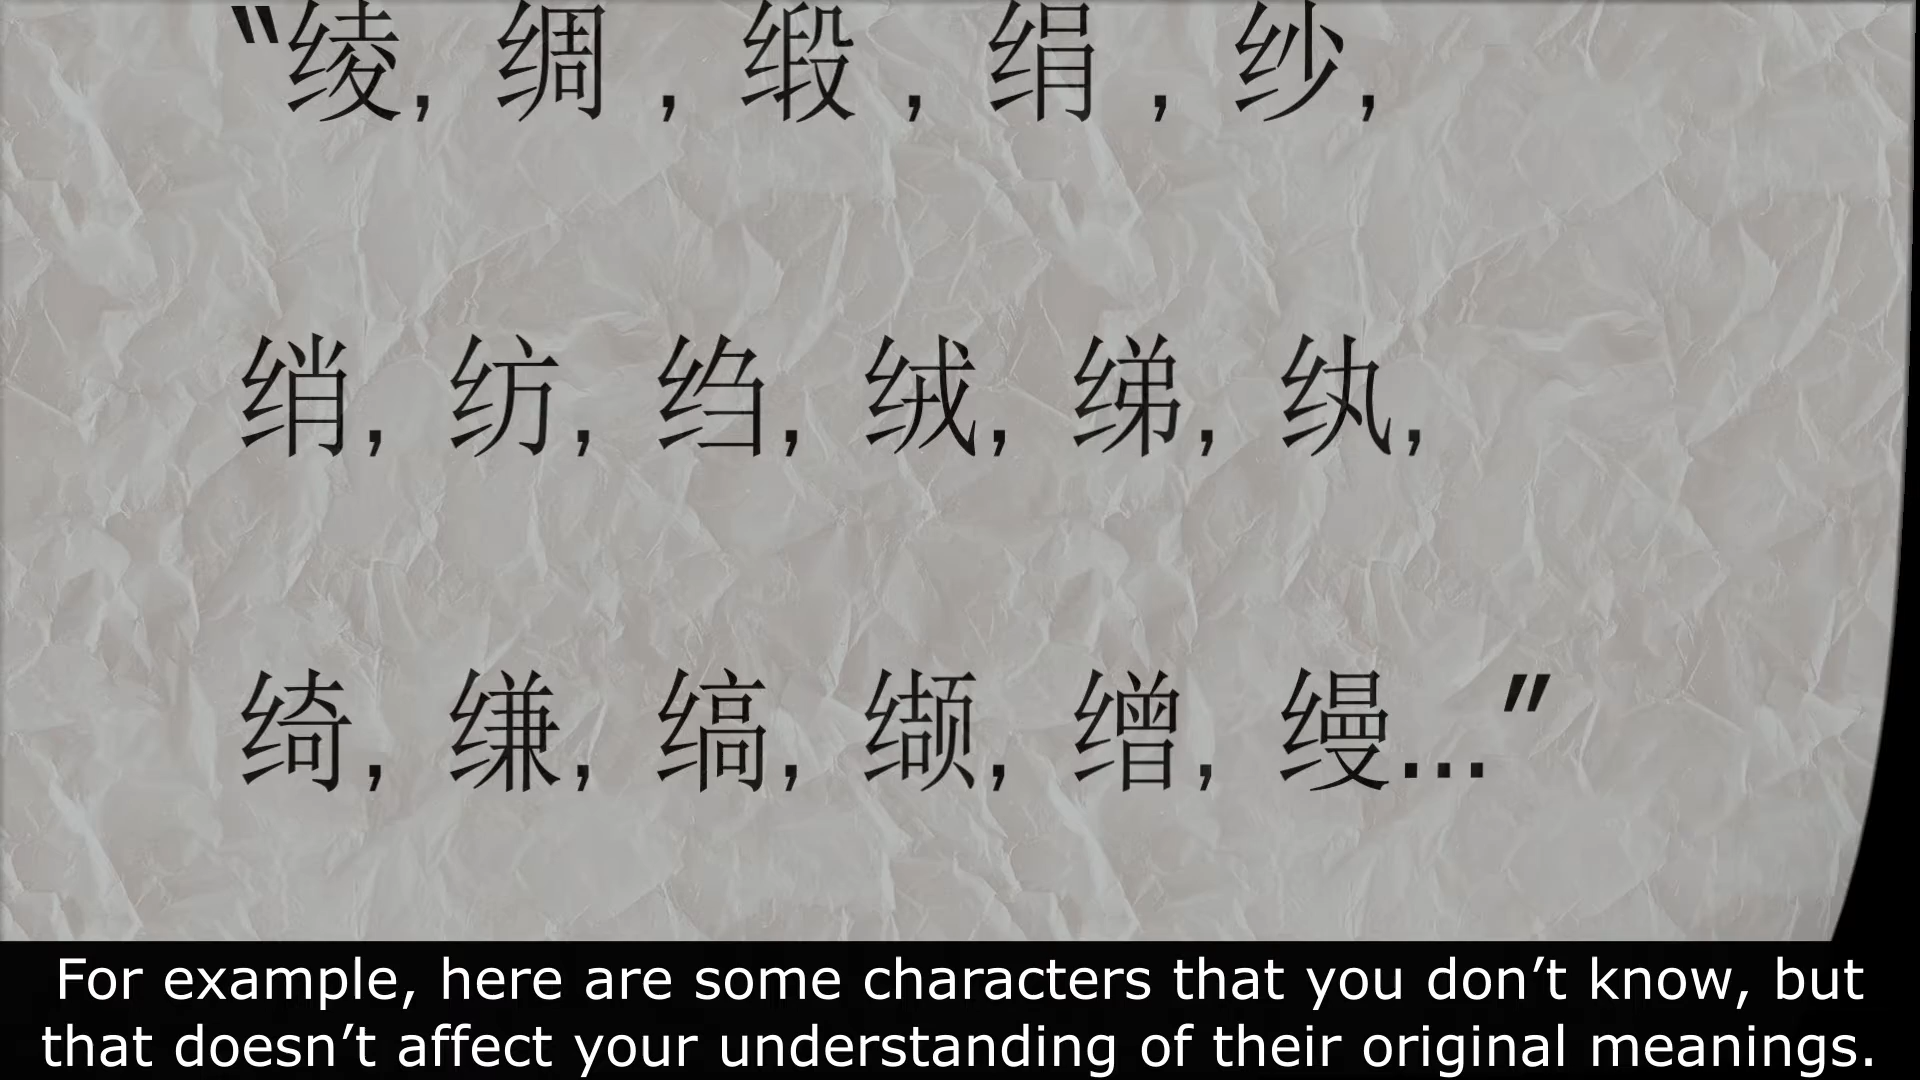 “绫, 绸 , 缎 , 绢 , 纱,
绡, 纺, 绉, 绒, 绨, 纨,
绮, 缣, 缟, 缬, 缯, 缦...”
For example, here are some characters that you don’t know, but
that doesn’t affect your understanding of their original meanings.